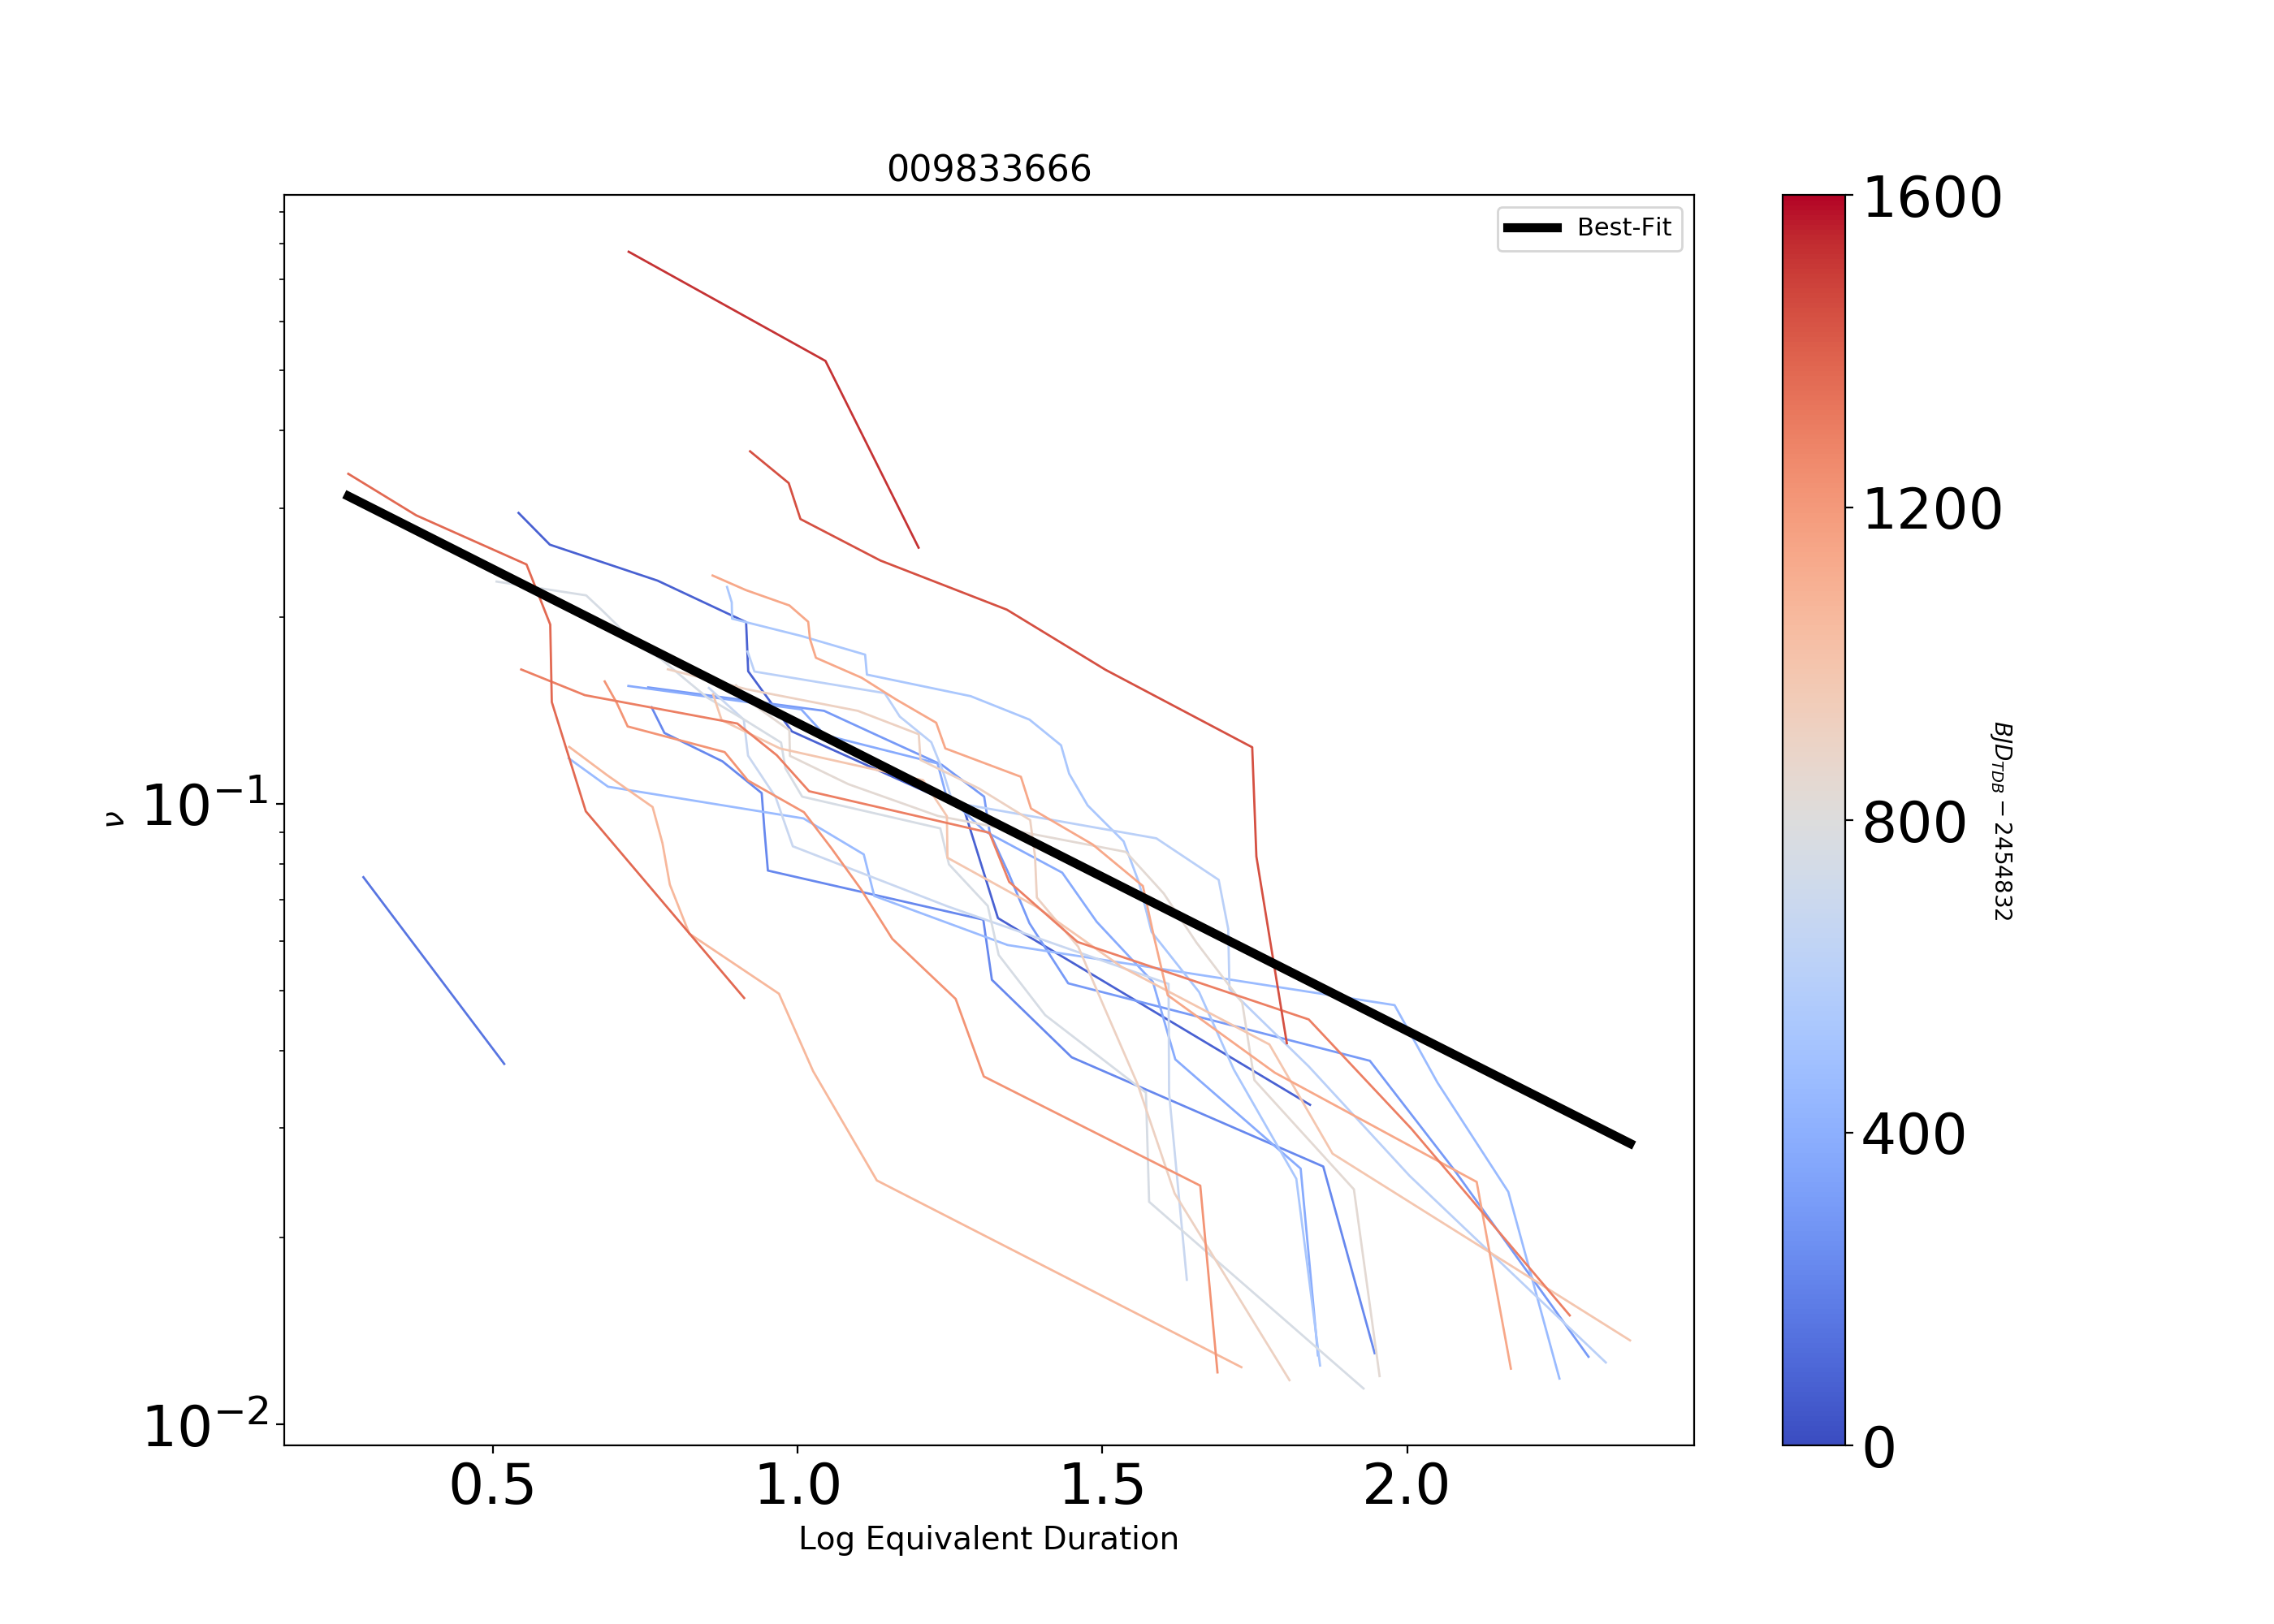 009833666
Best-Fit
ν
10⁻¹
10⁻²
0.5 1.0 1.5 2.0
Log Equivalent Duration
1600
1200
800
400
0
BJD_TDB − 2454832